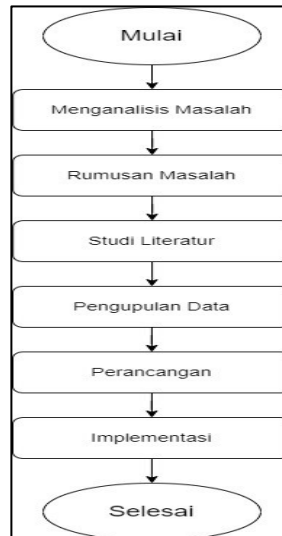 Mulai
Menganalisis Masalah
Rumusan Masalah
Studi Literatur
Pengupulan Data
Perancangan
Implementasi
Selesai